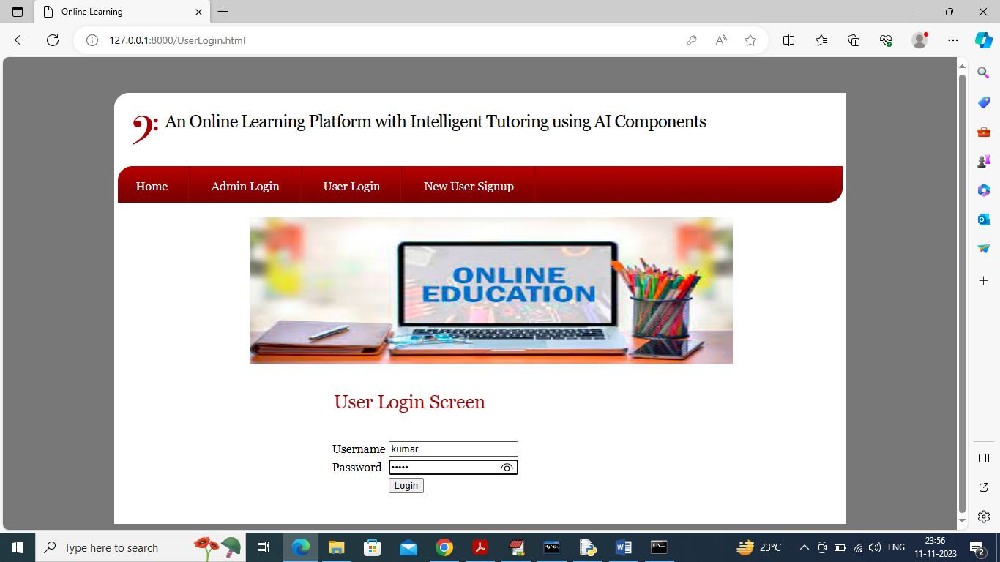 Online Learning
127.0.0.1:8000/UserLogin.html
An Online Learning Platform with Intelligent Tutoring using AI Components
Home Admin Login User Login New User Signup
ONLINE
EDUCATION
User Login Screen
Username kumar
Password •••••
Login
Type here to search
23°C
ENG
23:56
11-11-2023
2